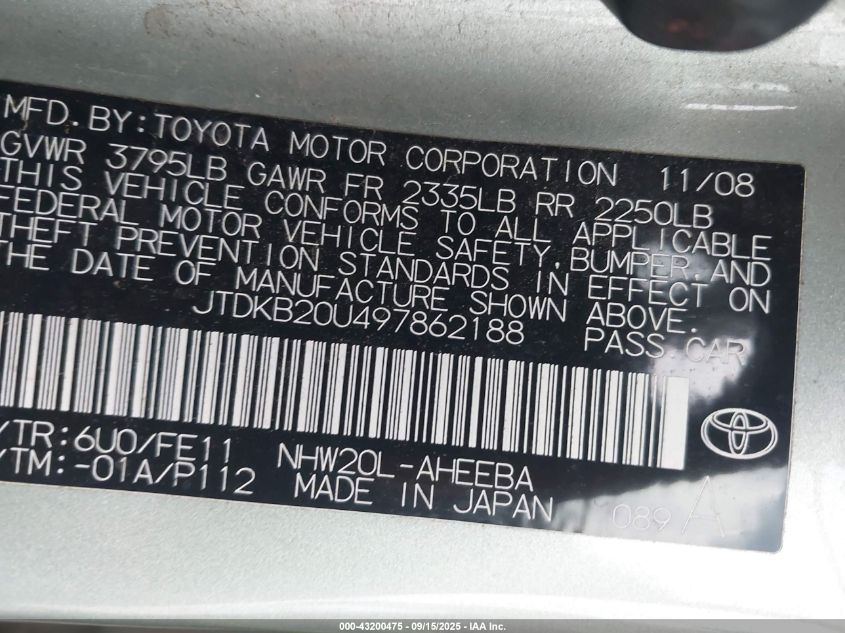 MFD. BY: TOYOTA MOTOR CORPORATION 11/08
GVWR 3795LB GAWR FR 2335LB RR 2250LB
THIS VEHICLE CONFORMS TO ALL APPLICABLE
FEDERAL MOTOR VEHICLE SAFETY, BUMPER, AND
THEFT PREVENTION STANDARDS IN EFFECT ON
THE DATE OF MANUFACTURE SHOWN ABOVE.
JTDKB20U497862188 PASS. CAR
/TR:6U0/FE11 NHW20L-AHEEBA
/TM:-01A/P112 MADE IN JAPAN
089 A
000-43200475 - 09/15/2025 - IAA Inc.